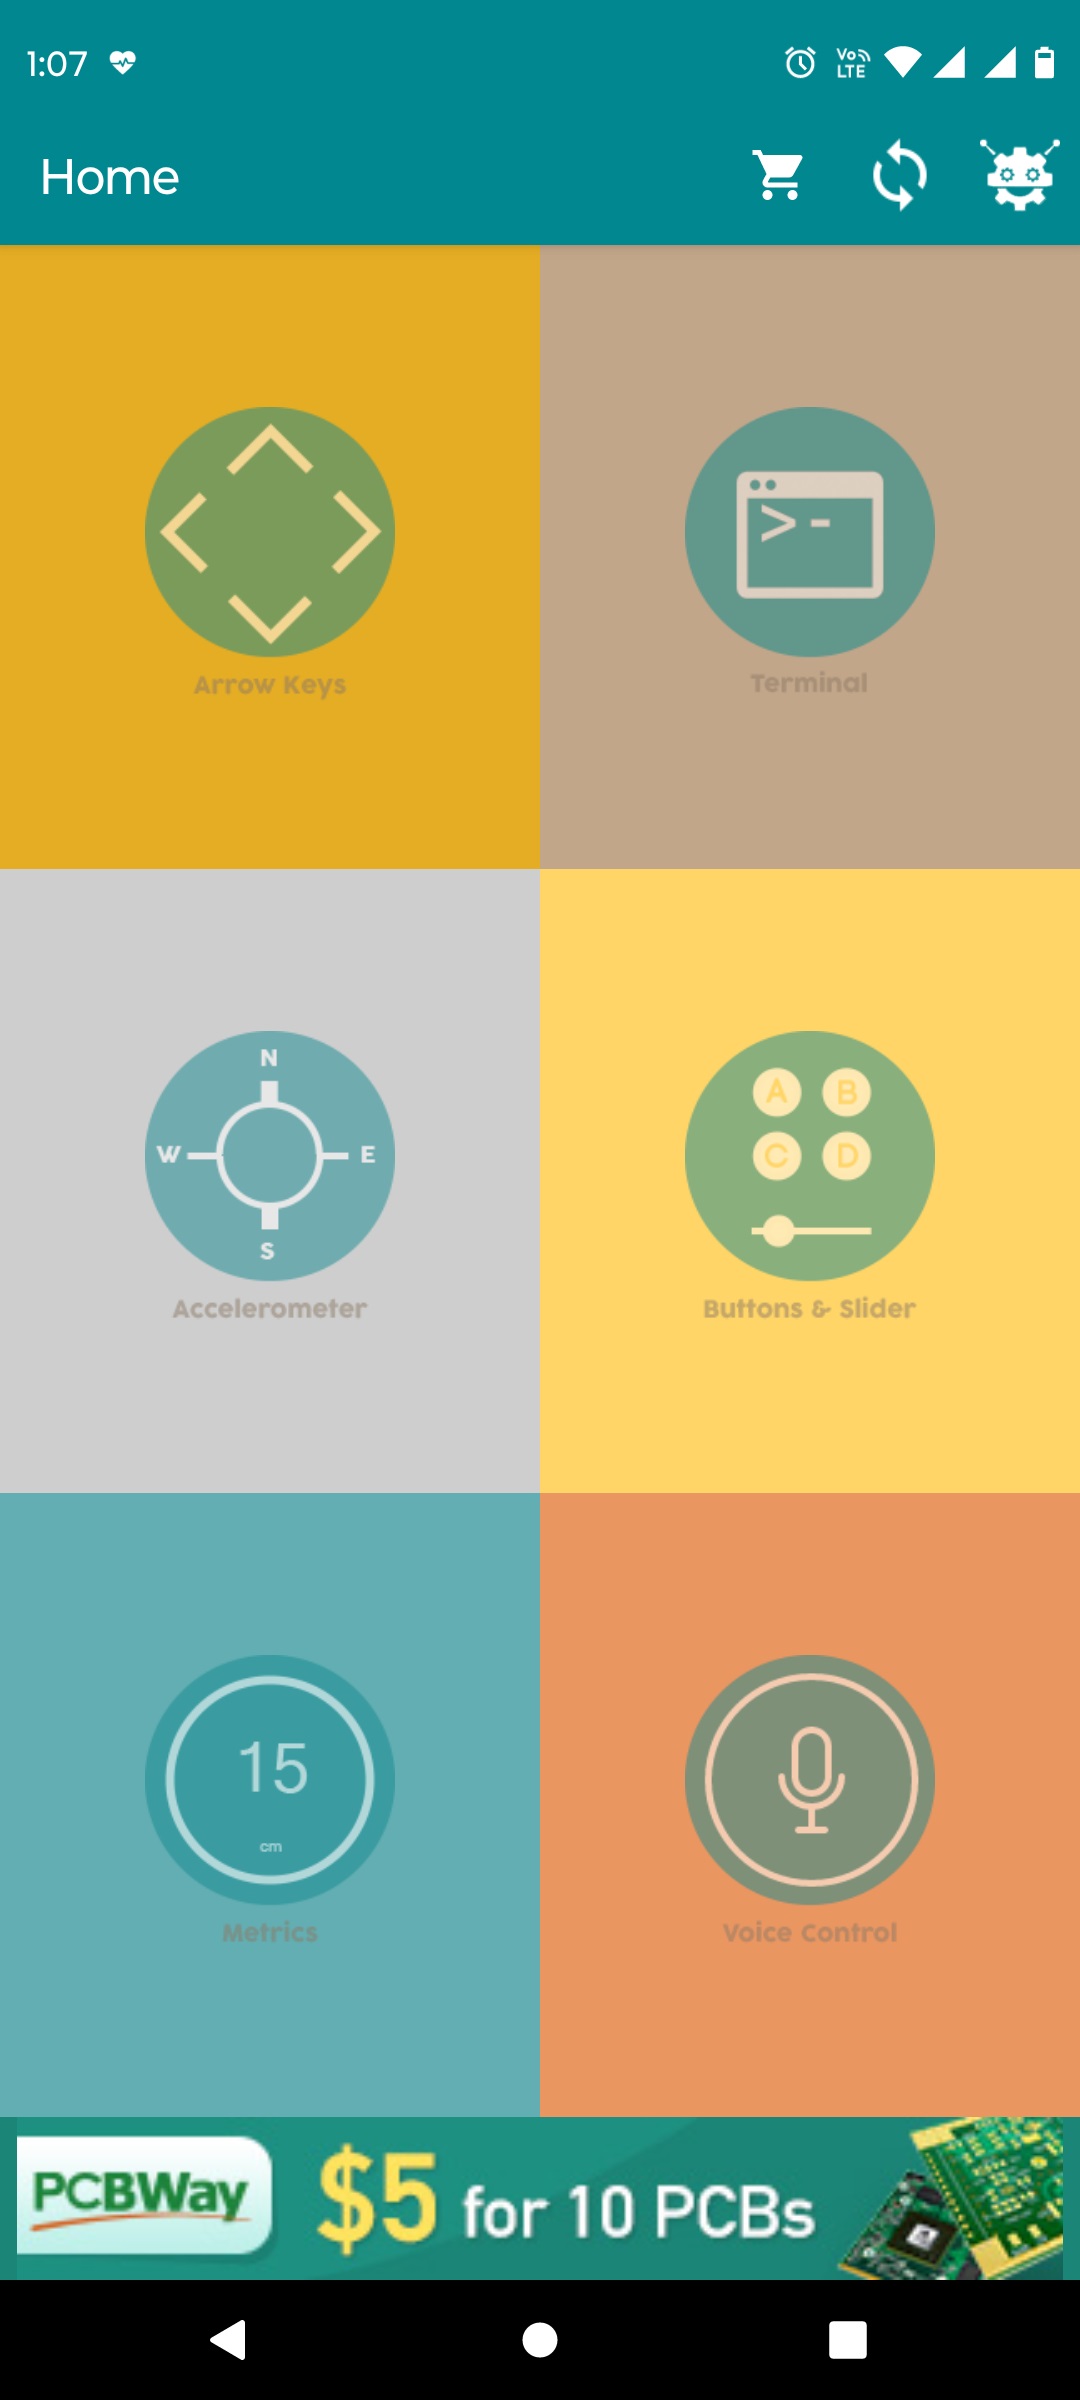 1:07
Vo LTE
Home
Arrow Keys
>-
Terminal
N
W E
S
Accelerometer
A B
C D
Buttons & Slider
15
cm
Metrics
Voice Control
PCBWay $5 for 10 PCBs